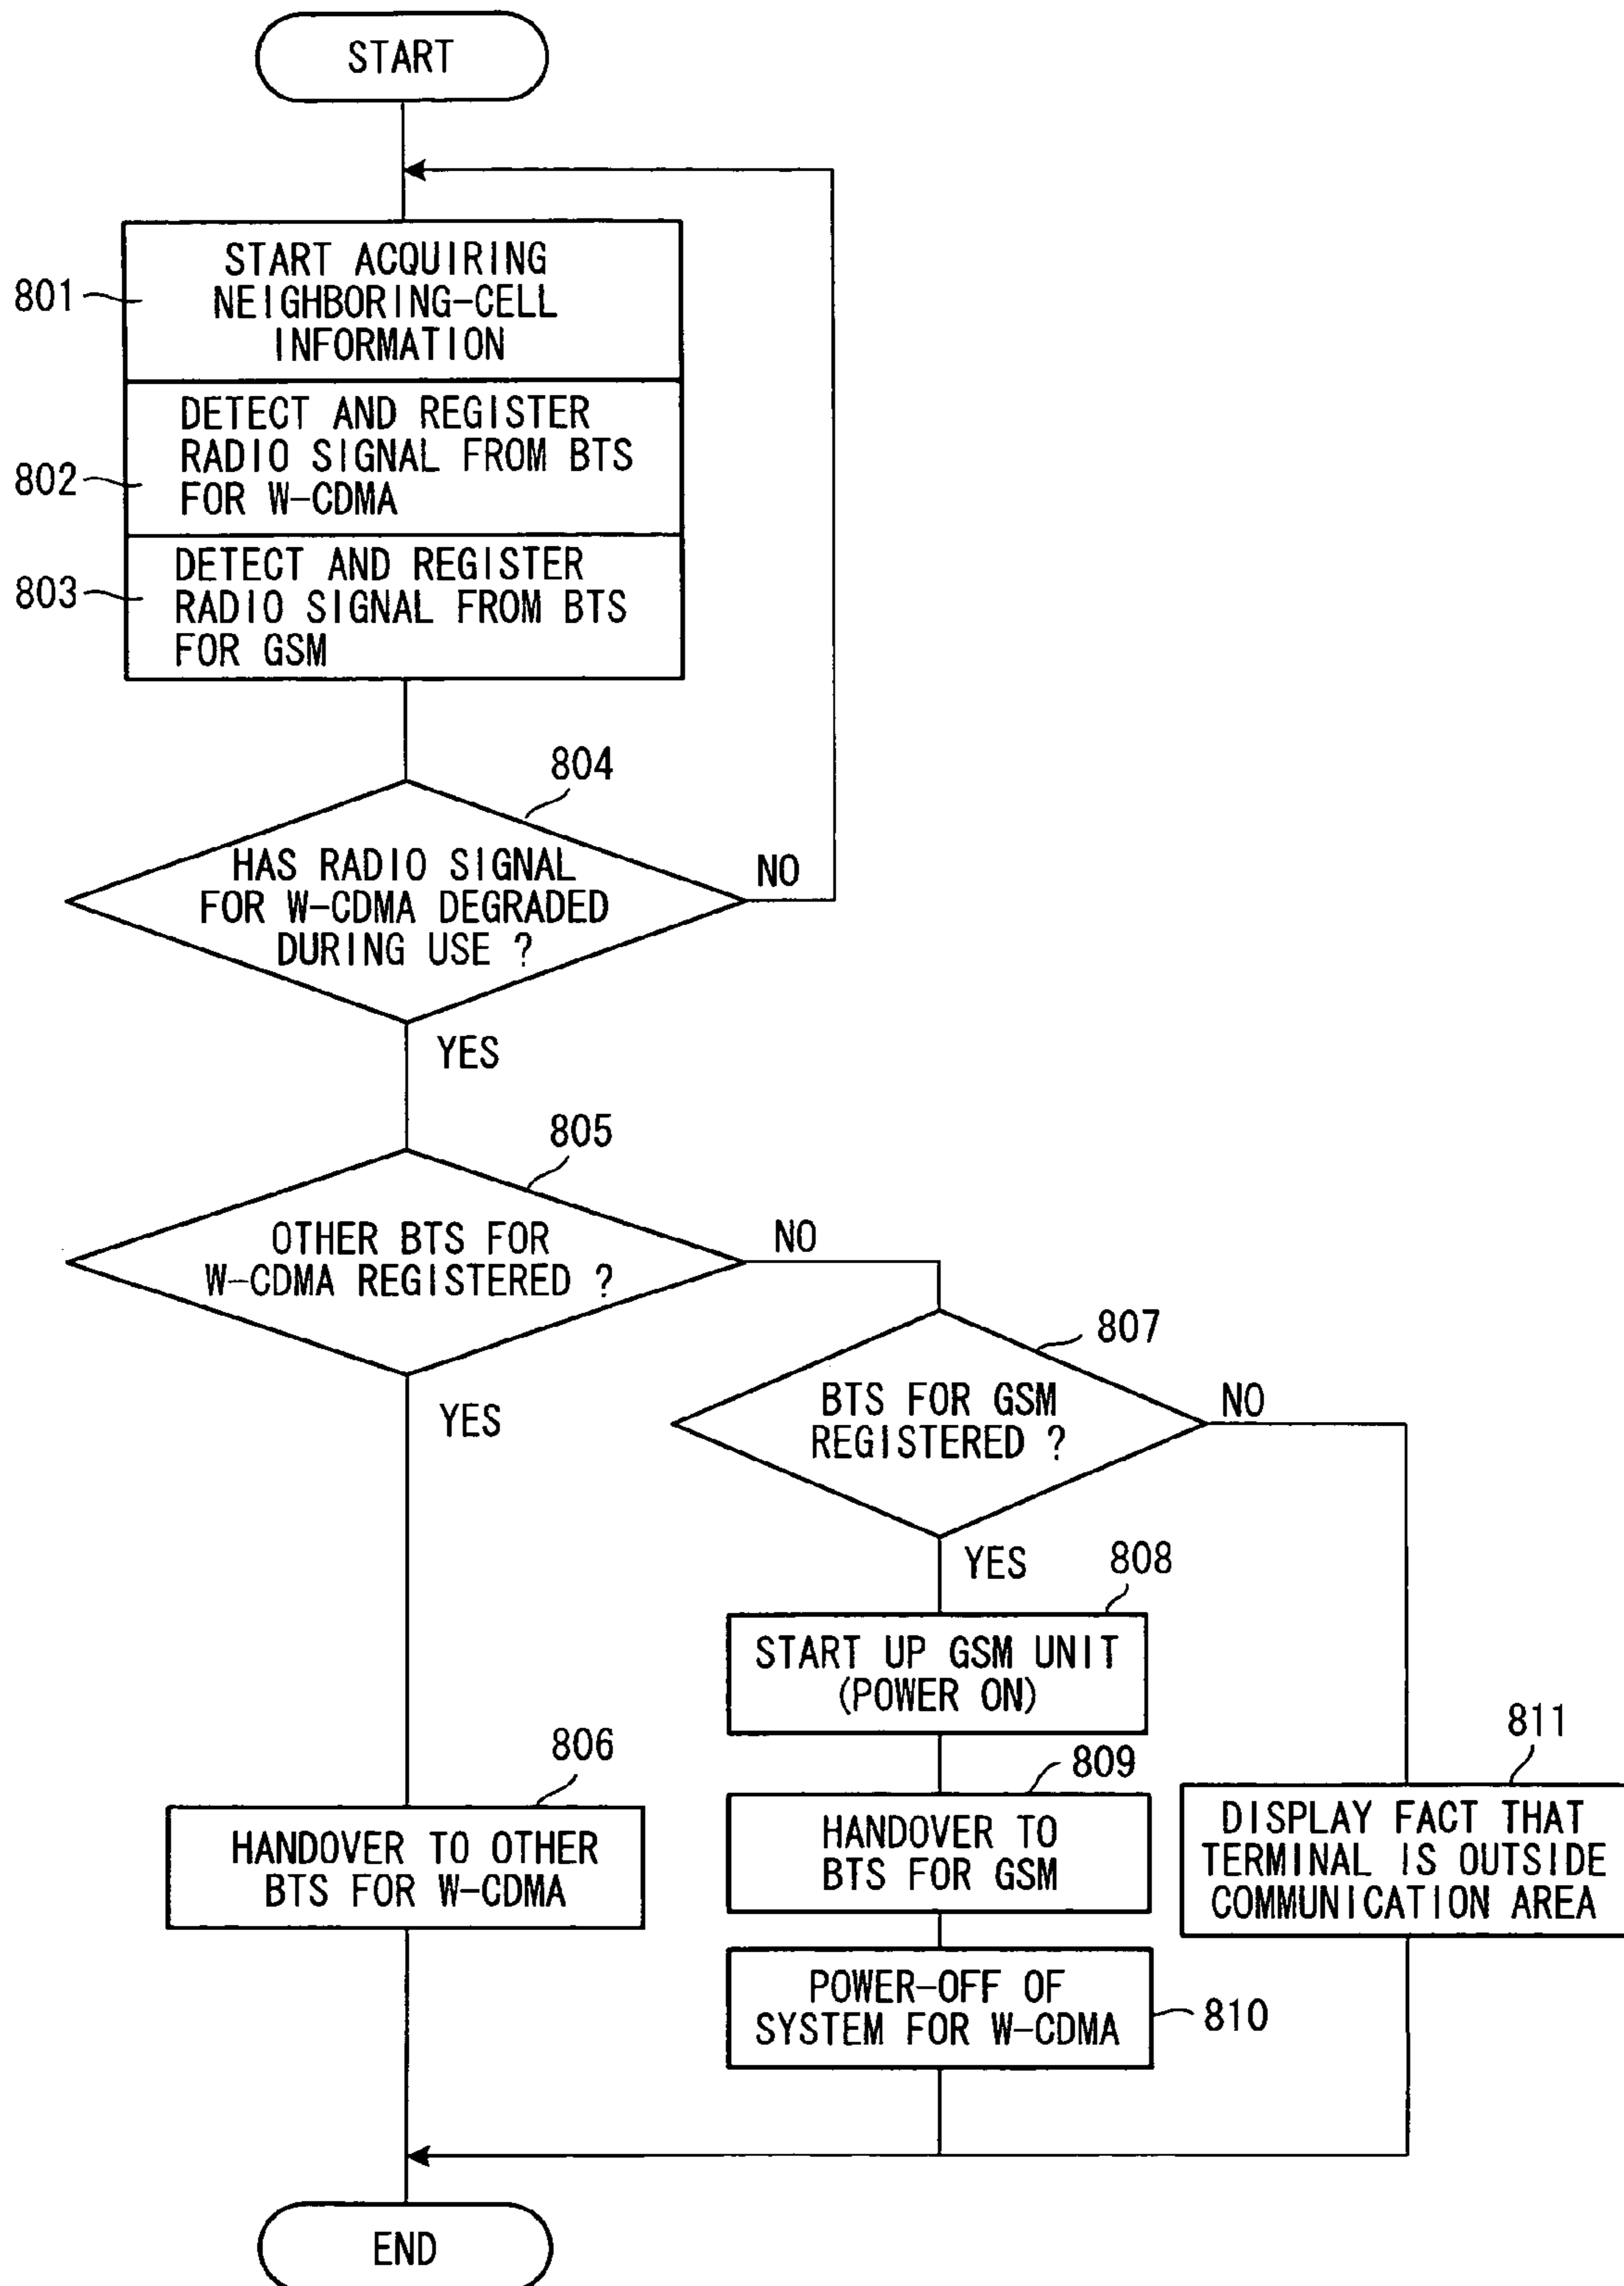 START
801
START ACQUIRING
NEIGHBORING-CELL
INFORMATION
802
DETECT AND REGISTER
RADIO SIGNAL FROM BTS
FOR W-CDMA
803
DETECT AND REGISTER
RADIO SIGNAL FROM BTS
FOR GSM
804
HAS RADIO SIGNAL
FOR W-CDMA DEGRADED
DURING USE ?
NO
YES
805
OTHER BTS FOR
W-CDMA REGISTERED ?
NO
YES
807
BTS FOR GSM
REGISTERED ?
NO
YES
808
START UP GSM UNIT
(POWER ON)
806
HANDOVER TO OTHER
BTS FOR W-CDMA
809
HANDOVER TO
BTS FOR GSM
811
DISPLAY FACT THAT
TERMINAL IS OUTSIDE
COMMUNICATION AREA
POWER-OFF OF
SYSTEM FOR W-CDMA
810
END